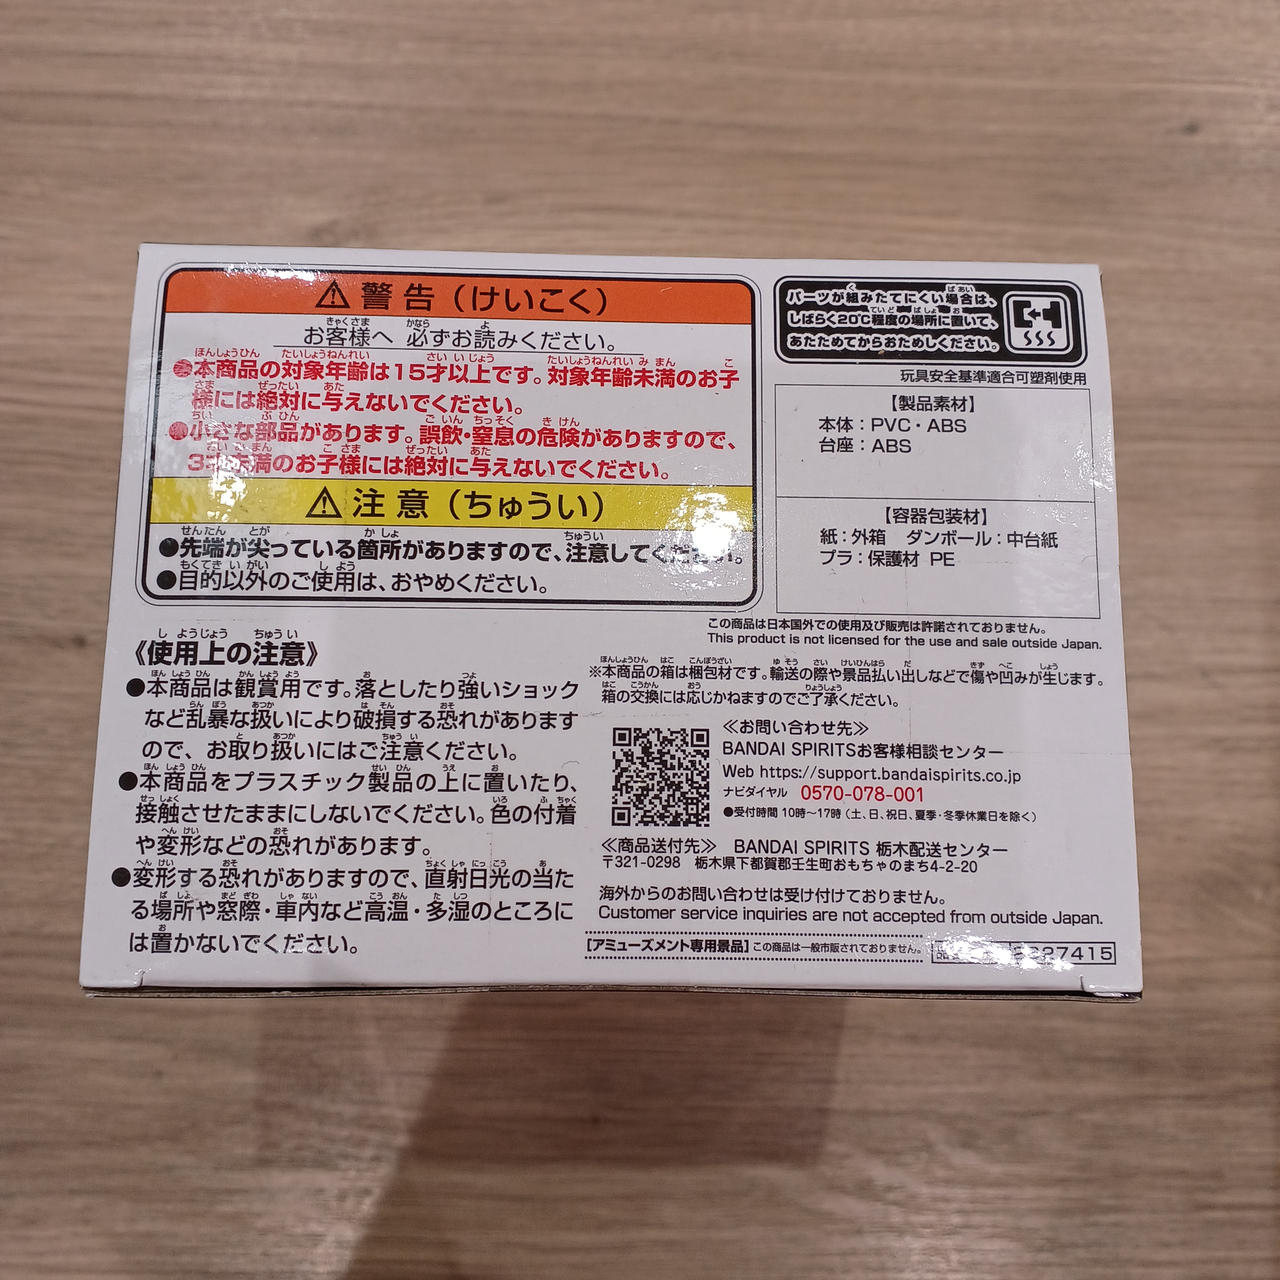 ⚠警告（けいこく）
お客様へ 必ずお読みください。
●本商品の対象年齢は15才以上です。対象年齢未満のお子
様には絶対に与えないでください。
●小さな部品があります。誤飲・窒息の危険がありますので、
3才未満のお子様には絶対に与えないでください。
⚠注意（ちゅうい）
●先端が尖っている箇所がありますので、注意してください。
●目的以外のご使用は、おやめください。
《使用上の注意》
●本商品は観賞用です。落としたり強いショック
など乱暴な扱いにより破損する恐れがあります
ので、お取り扱いにはご注意ください。
●本商品をプラスチック製品の上に置いたり、
接触させたままにしないでください。色の付着
や変形などの恐れがあります。
●変形する恐れがありますので、直射日光の当た
る場所や窓際・車内など高温・多湿のところに
は置かないでください。
パーツが組みたてにくい場合は、
しばらく20℃程度の場所に置いて、
あたためてからおためしください。
玩具安全基準適合可塑剤使用
【製品素材】
本体：PVC・ABS
台座：ABS
【容器包装材】
紙：外箱 ダンボール：中台紙
プラ：保護材 PE
この商品は日本国外での使用及び販売は許諾されておりません。
This product is not licensed for the use and sale outside Japan.
※本商品の箱は梱包材です。輸送の際や景品払い出しなどで傷や凹みが生じます。
箱の交換には応じかねますのでご了承ください。
≪お問い合わせ先≫
BANDAI SPIRITSお客様相談センター
Web https://support.bandaispirits.co.jp
ナビダイヤル 0570-078-001
●受付時間 10時～17時（土、日、祝日、夏季・冬季休業日を除く）
≪商品送付先≫ BANDAI SPIRITS 栃木配送センター
〒321-0298 栃木県下都賀郡壬生町おもちゃのまち4-2-20
海外からのお問い合わせは受け付けておりません。
Customer service inquiries are not accepted from outside Japan.
[アミューズメント専用景品] この商品は一般市販されておりません。
27415